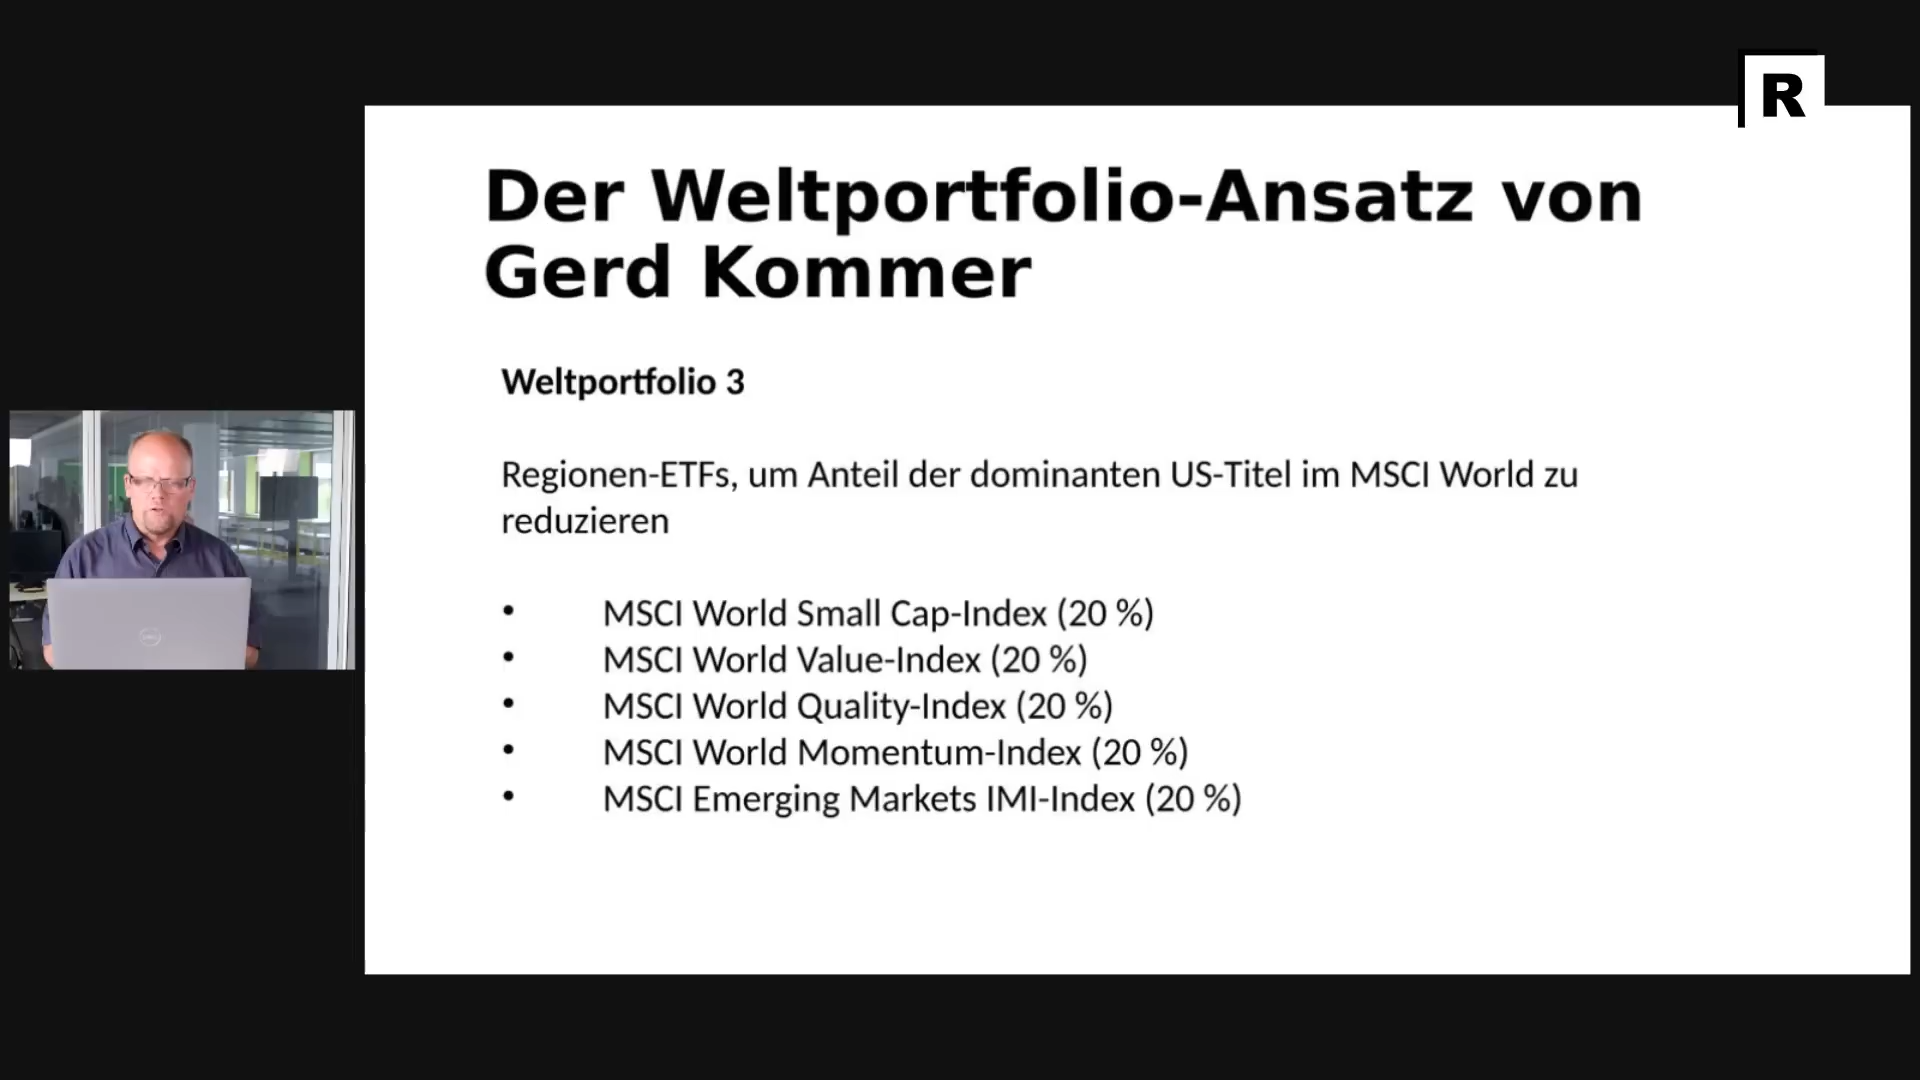 R
Der Weltportfolio-Ansatz von
Gerd Kommer
Weltportfolio 3
Regionen-ETFs, um Anteil der dominanten US-Titel im MSCI World zu
reduzieren
• MSCI World Small Cap-Index (20 %)
• MSCI World Value-Index (20 %)
• MSCI World Quality-Index (20 %)
• MSCI World Momentum-Index (20 %)
• MSCI Emerging Markets IMI-Index (20 %)
DELL